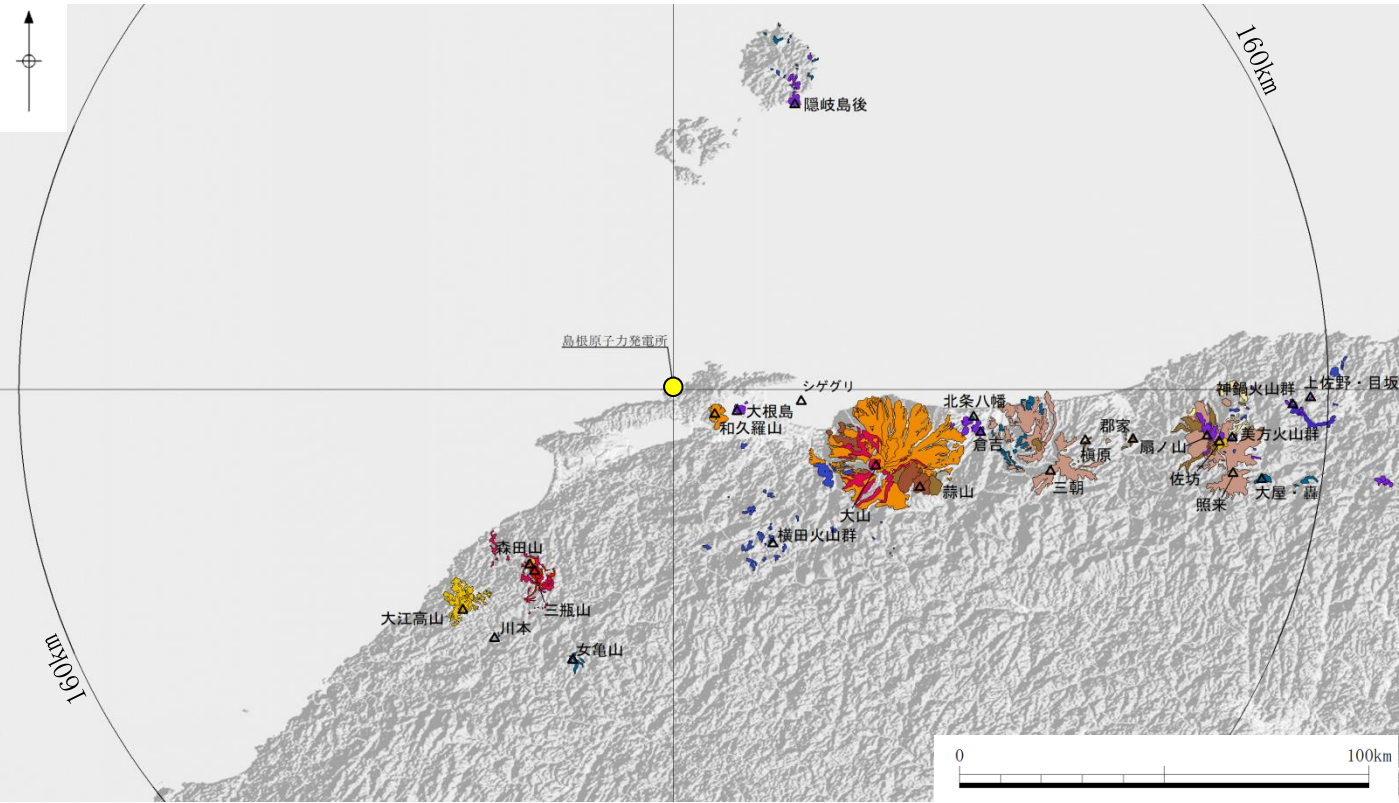 160km
隠岐島後
島根原子力発電所
シゲグリ
神鍋火山群
上佐野・目坂
大根島
和久羅山
北条八幡
倉吉
郡家
槇原
扇ノ山
美方火山群
佐坊
三朝
蒜山
大屋・轟
照来
大山
横田火山群
森田山
三瓶山
大江高山
川本
女亀山
160km
0
100km